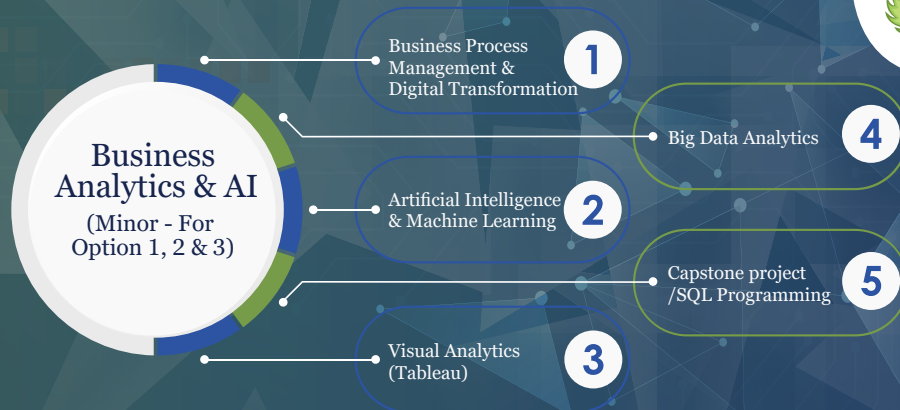 Business
Analytics & AI
(Minor - For
Option 1, 2 & 3)
Business Process
Management &
Digital Transformation
1
Artificial Intelligence
& Machine Learning
2
Visual Analytics
(Tableau)
3
Big Data Analytics
4
Capstone project
/SQL Programming
5